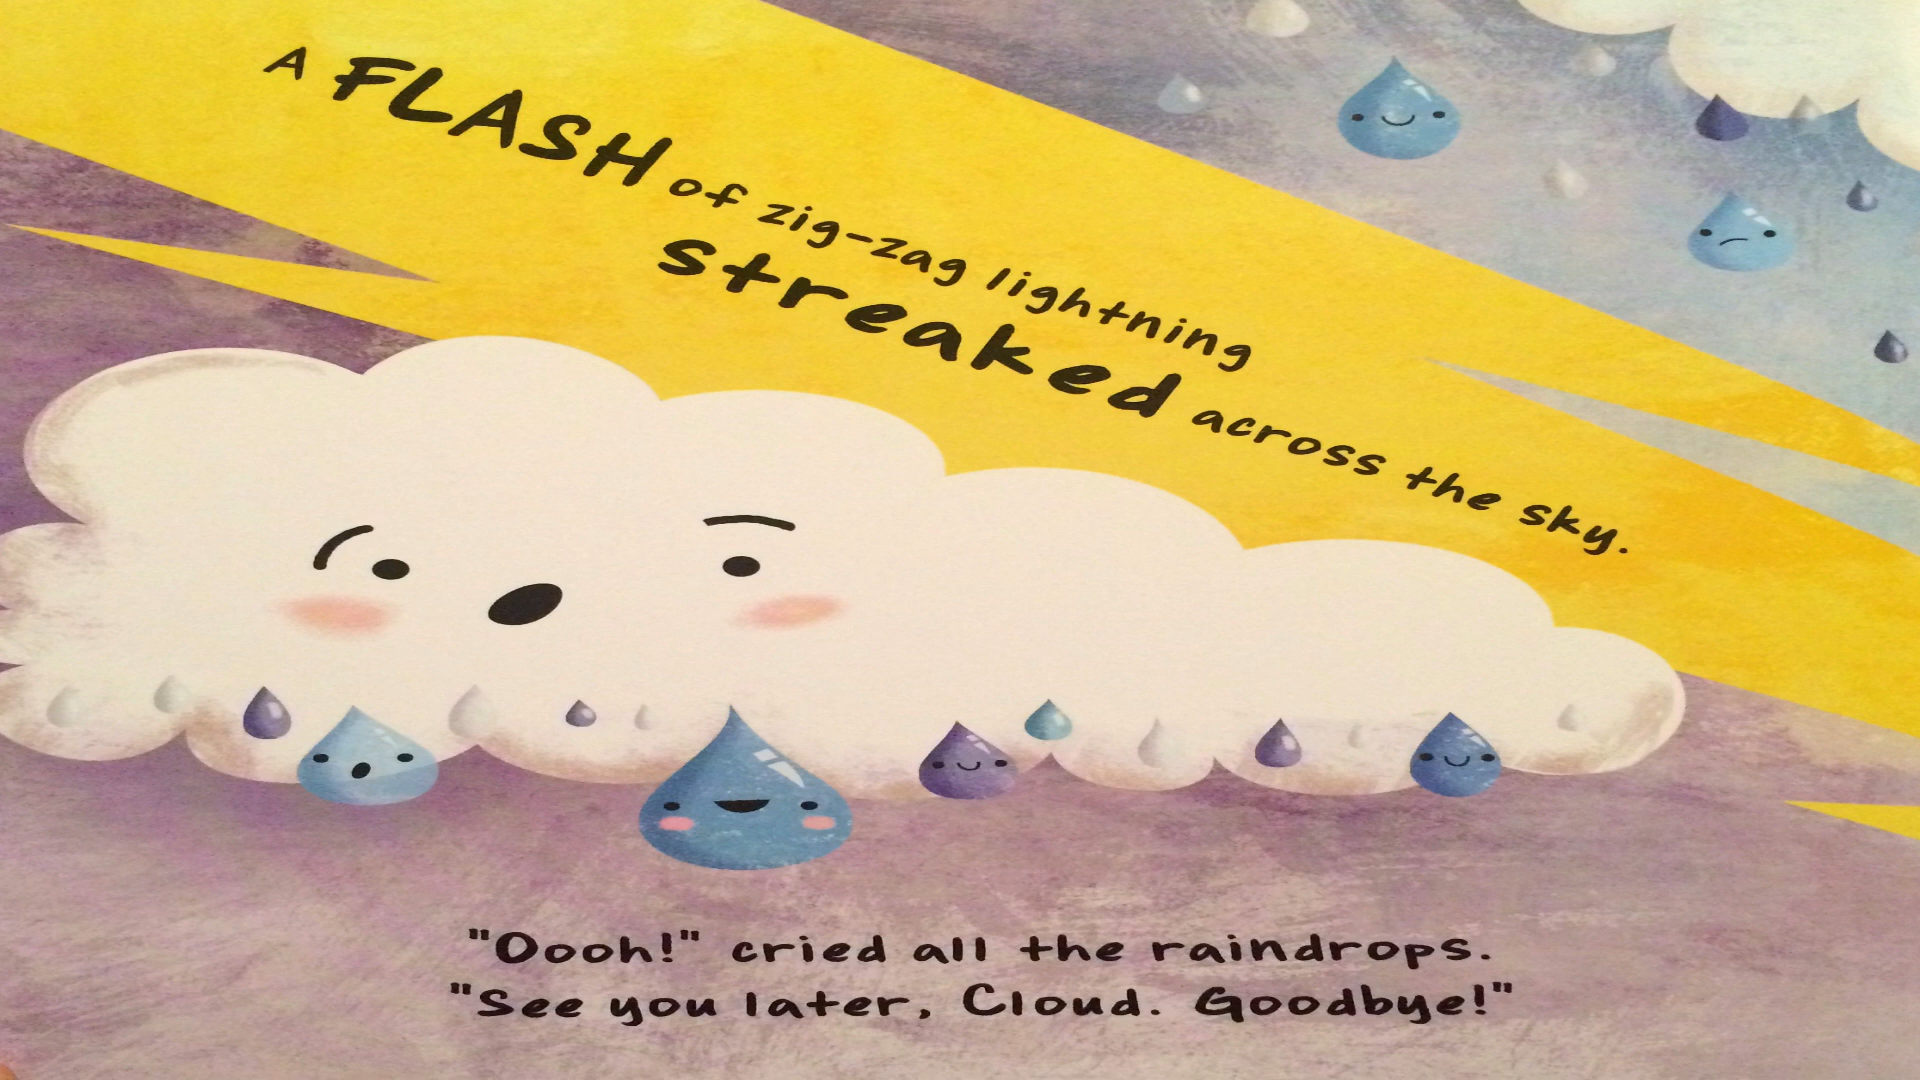 A FLASH of zig-zag lightning
streaked across the sky.
"Oooh!" cried all the raindrops.
"See you later, Cloud. Goodbye!"